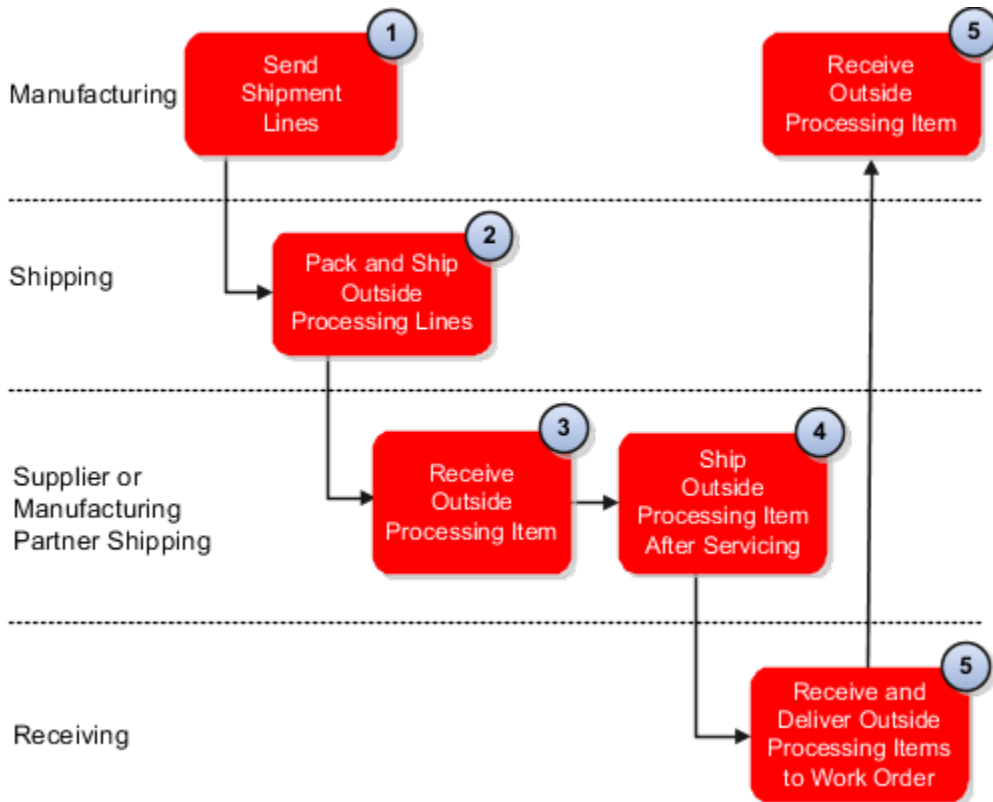 1
Send
Shipment
Lines
5
Receive
Outside
Processing Item
Manufacturing
2
Pack and Ship
Outside
Processing Lines
Shipping
3
Receive
Outside
Processing Item
4
Ship
Outside
Processing Item
After Servicing
Supplier or
Manufacturing
Partner Shipping
5
Receive and
Deliver Outside
Processing Items
to Work Order
Receiving